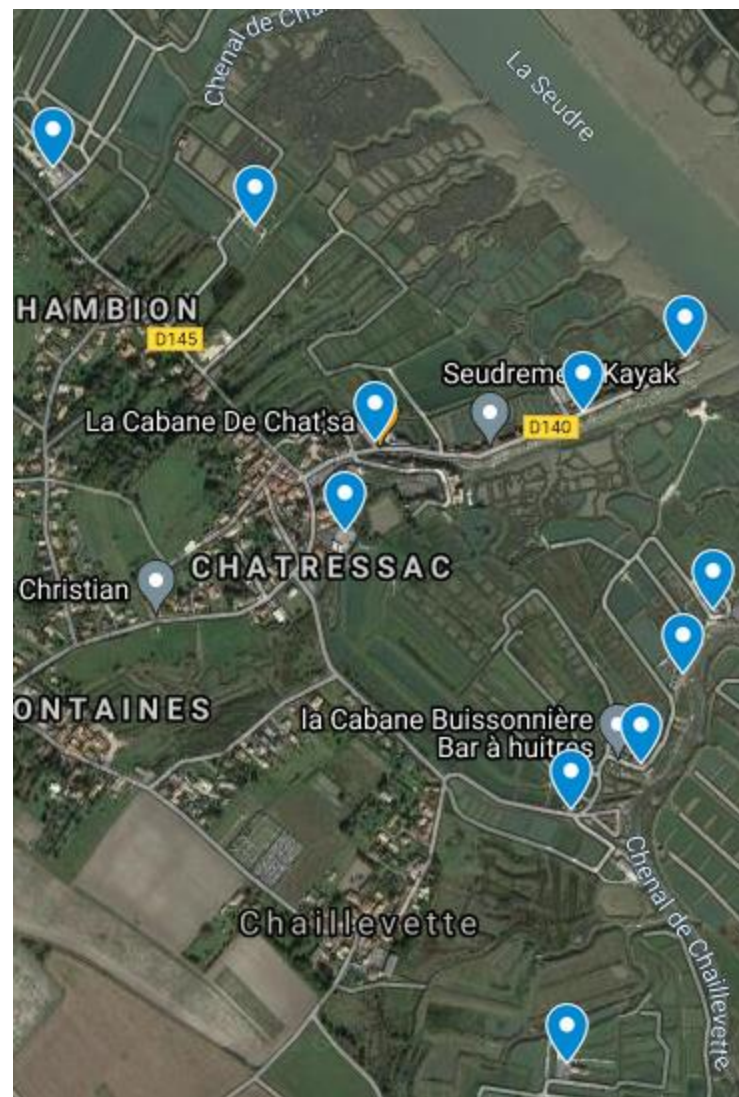 Chenal de Cha
La Seudre
HAMBION
D145
Seudreme Kayak
La Cabane De Chat'sa
D140
CHATRESSAC
Christian
ONTAINES
la Cabane Buissonnière
Bar à huitres
Chenal de Chaillevette
Chaillevette